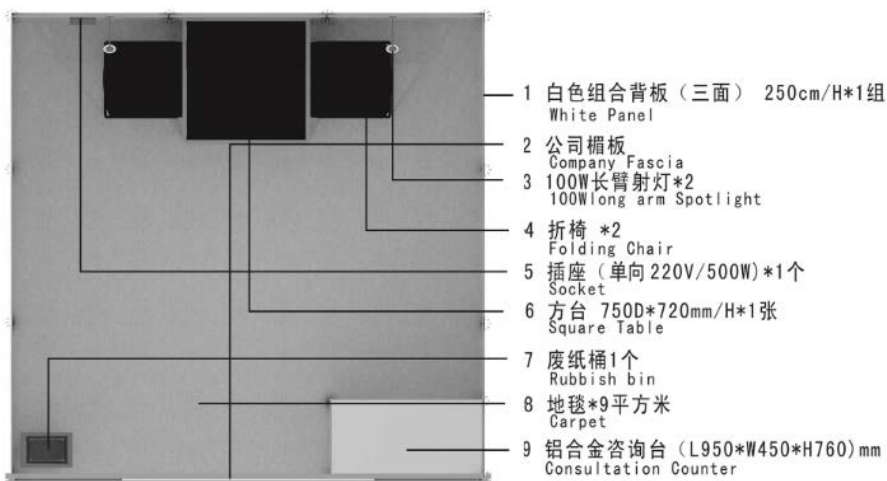 1 白色组合背板（三面） 250cm/H*1组
White Panel
2 公司楣板
Company Fascia
3 100W长臂射灯*2
100Wlong arm Spotlight
4 折椅 *2
Folding Chair
5 插座（单向220V/500W)*1个
Socket
6 方台 750D*720mm/H*1张
Square Table
7 废纸桶1个
Rubbish bin
8 地毯*9平方米
Carpet
9 铝合金咨询台（L950*W450*H760)mm
Consultation Counter